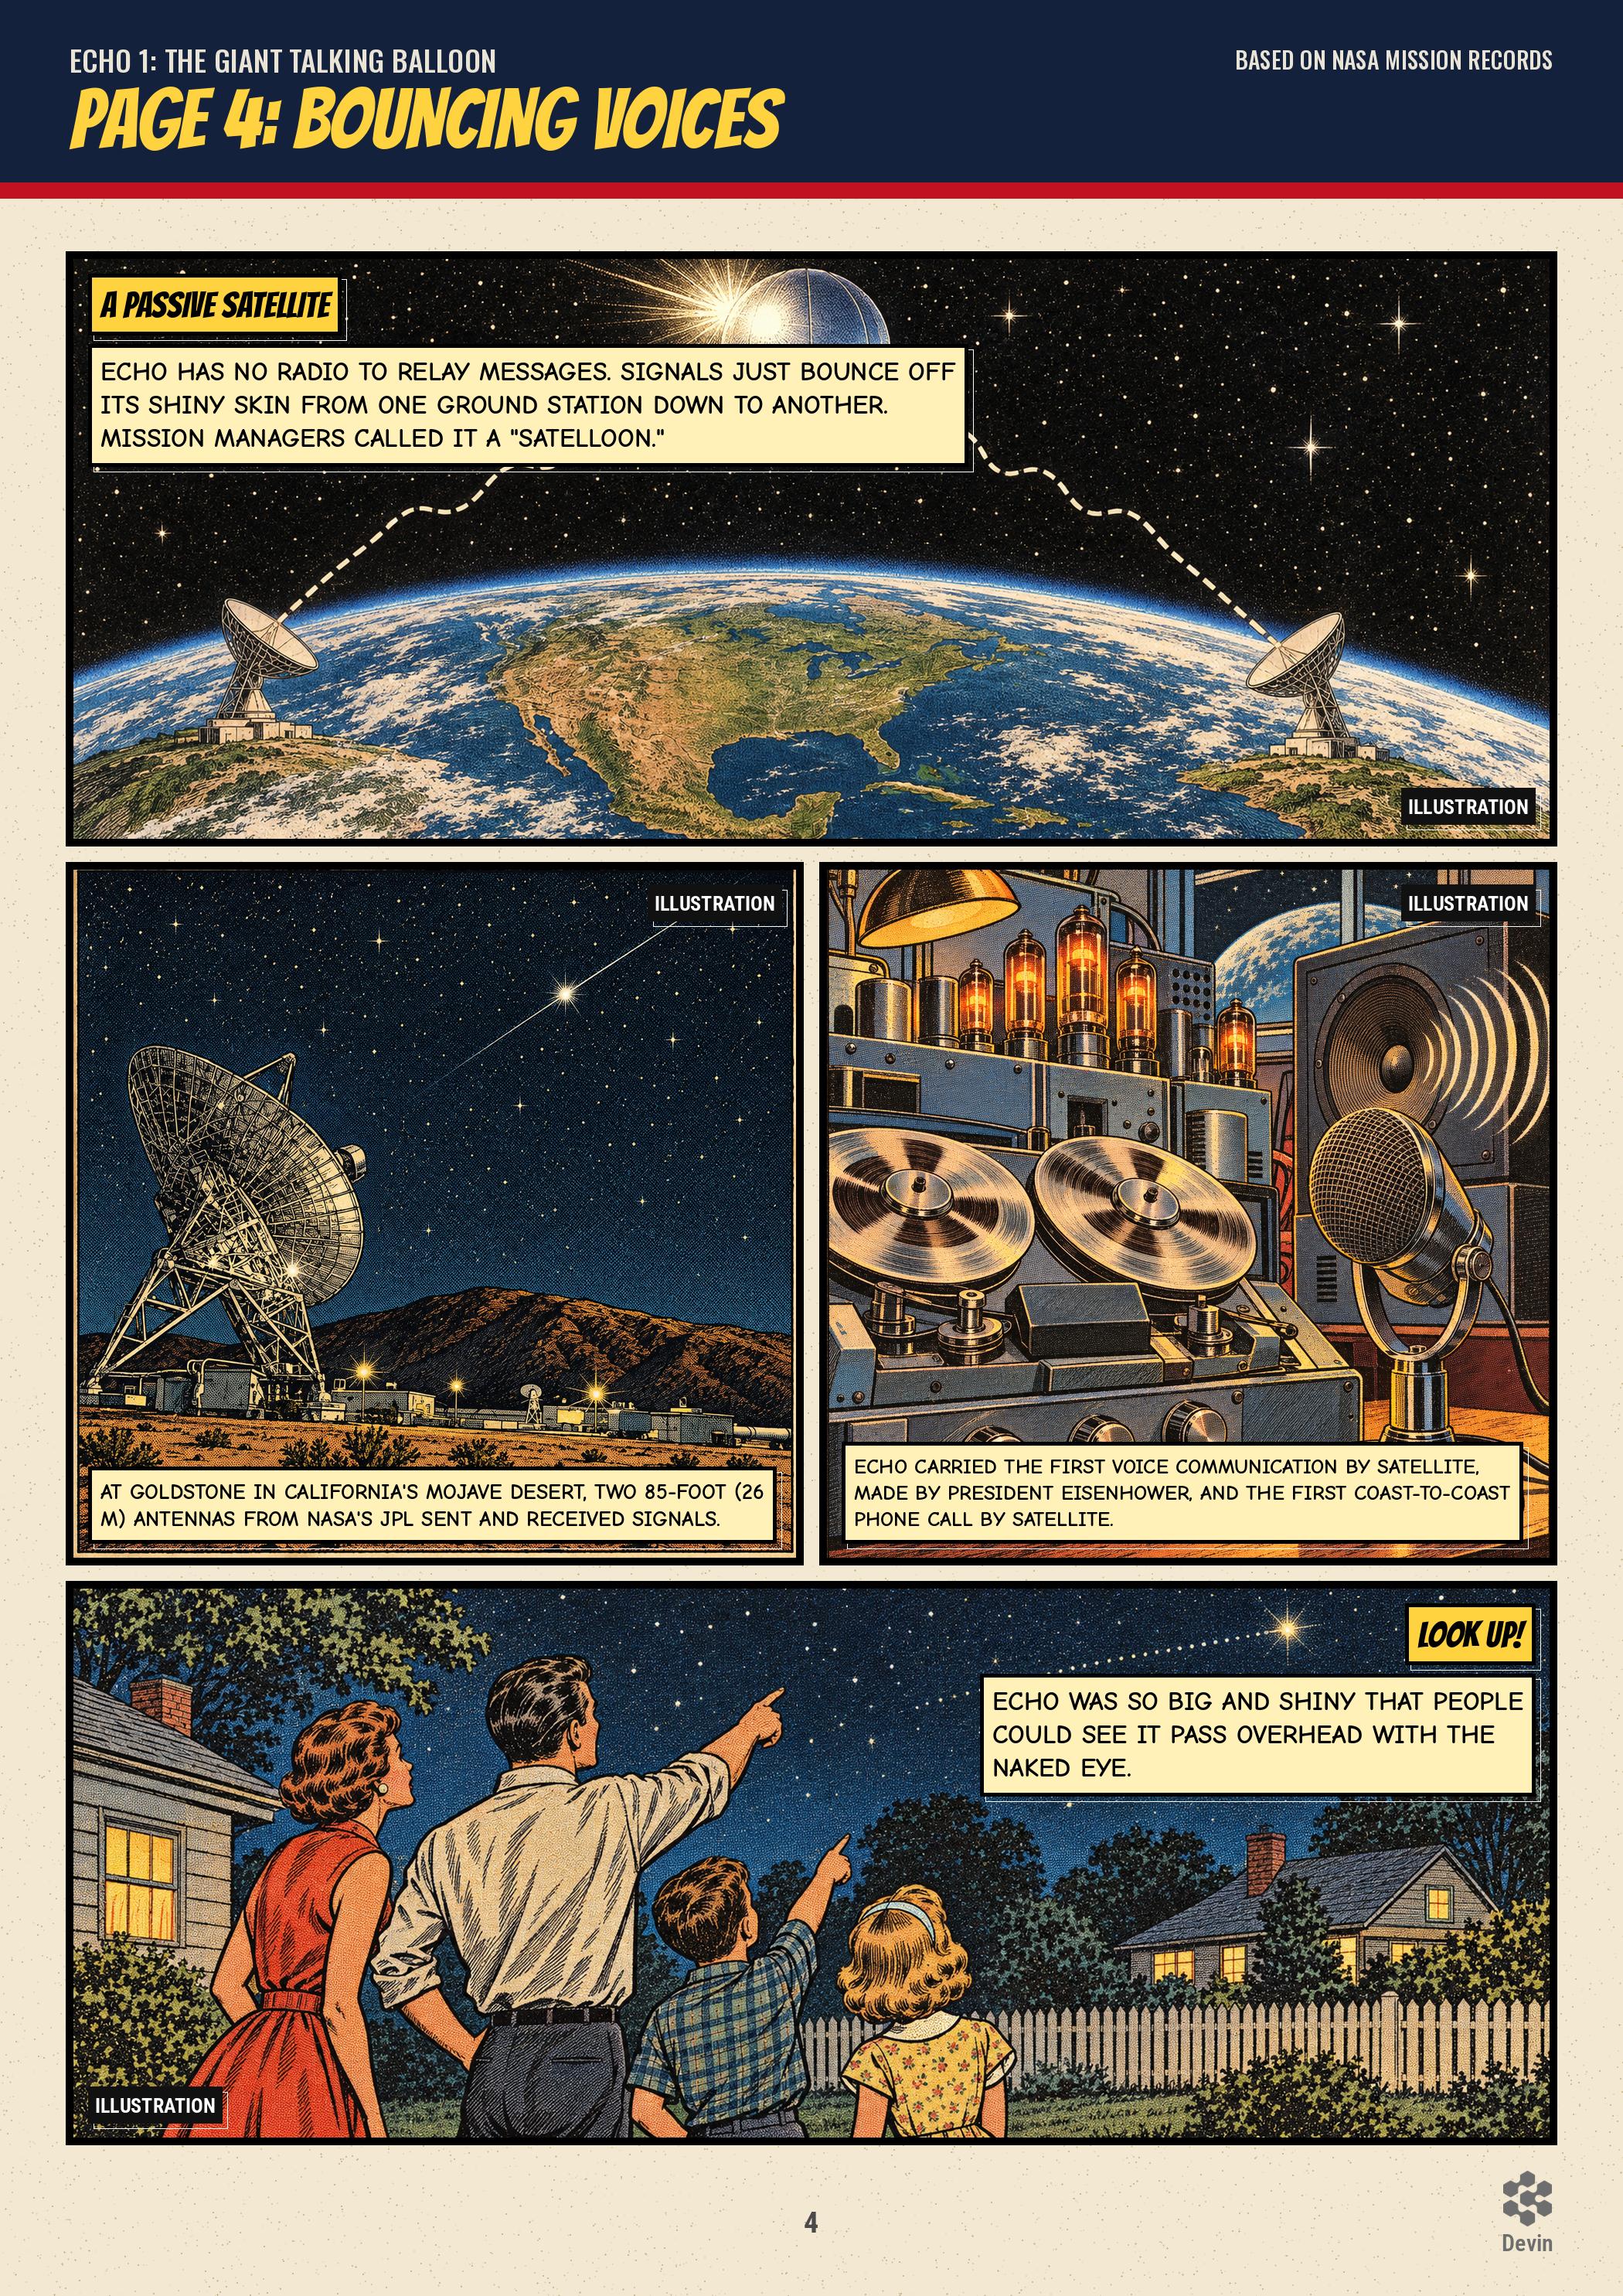 ECHO 1: THE GIANT TALKING BALLOON
BASED ON NASA MISSION RECORDS
PAGE 4: BOUNCING VOICES
A PASSIVE SATELLITE
ECHO HAS NO RADIO TO RELAY MESSAGES. SIGNALS JUST BOUNCE OFF
ITS SHINY SKIN FROM ONE GROUND STATION DOWN TO ANOTHER.
MISSION MANAGERS CALLED IT A "SATELLOON."
ILLUSTRATION
ILLUSTRATION
AT GOLDSTONE IN CALIFORNIA'S MOJAVE DESERT, TWO 85-FOOT (26
M) ANTENNAS FROM NASA'S JPL SENT AND RECEIVED SIGNALS.
ILLUSTRATION
ECHO CARRIED THE FIRST VOICE COMMUNICATION BY SATELLITE,
MADE BY PRESIDENT EISENHOWER, AND THE FIRST COAST-TO-COAST
PHONE CALL BY SATELLITE.
LOOK UP!
ECHO WAS SO BIG AND SHINY THAT PEOPLE
COULD SEE IT PASS OVERHEAD WITH THE
NAKED EYE.
ILLUSTRATION
4
Devin